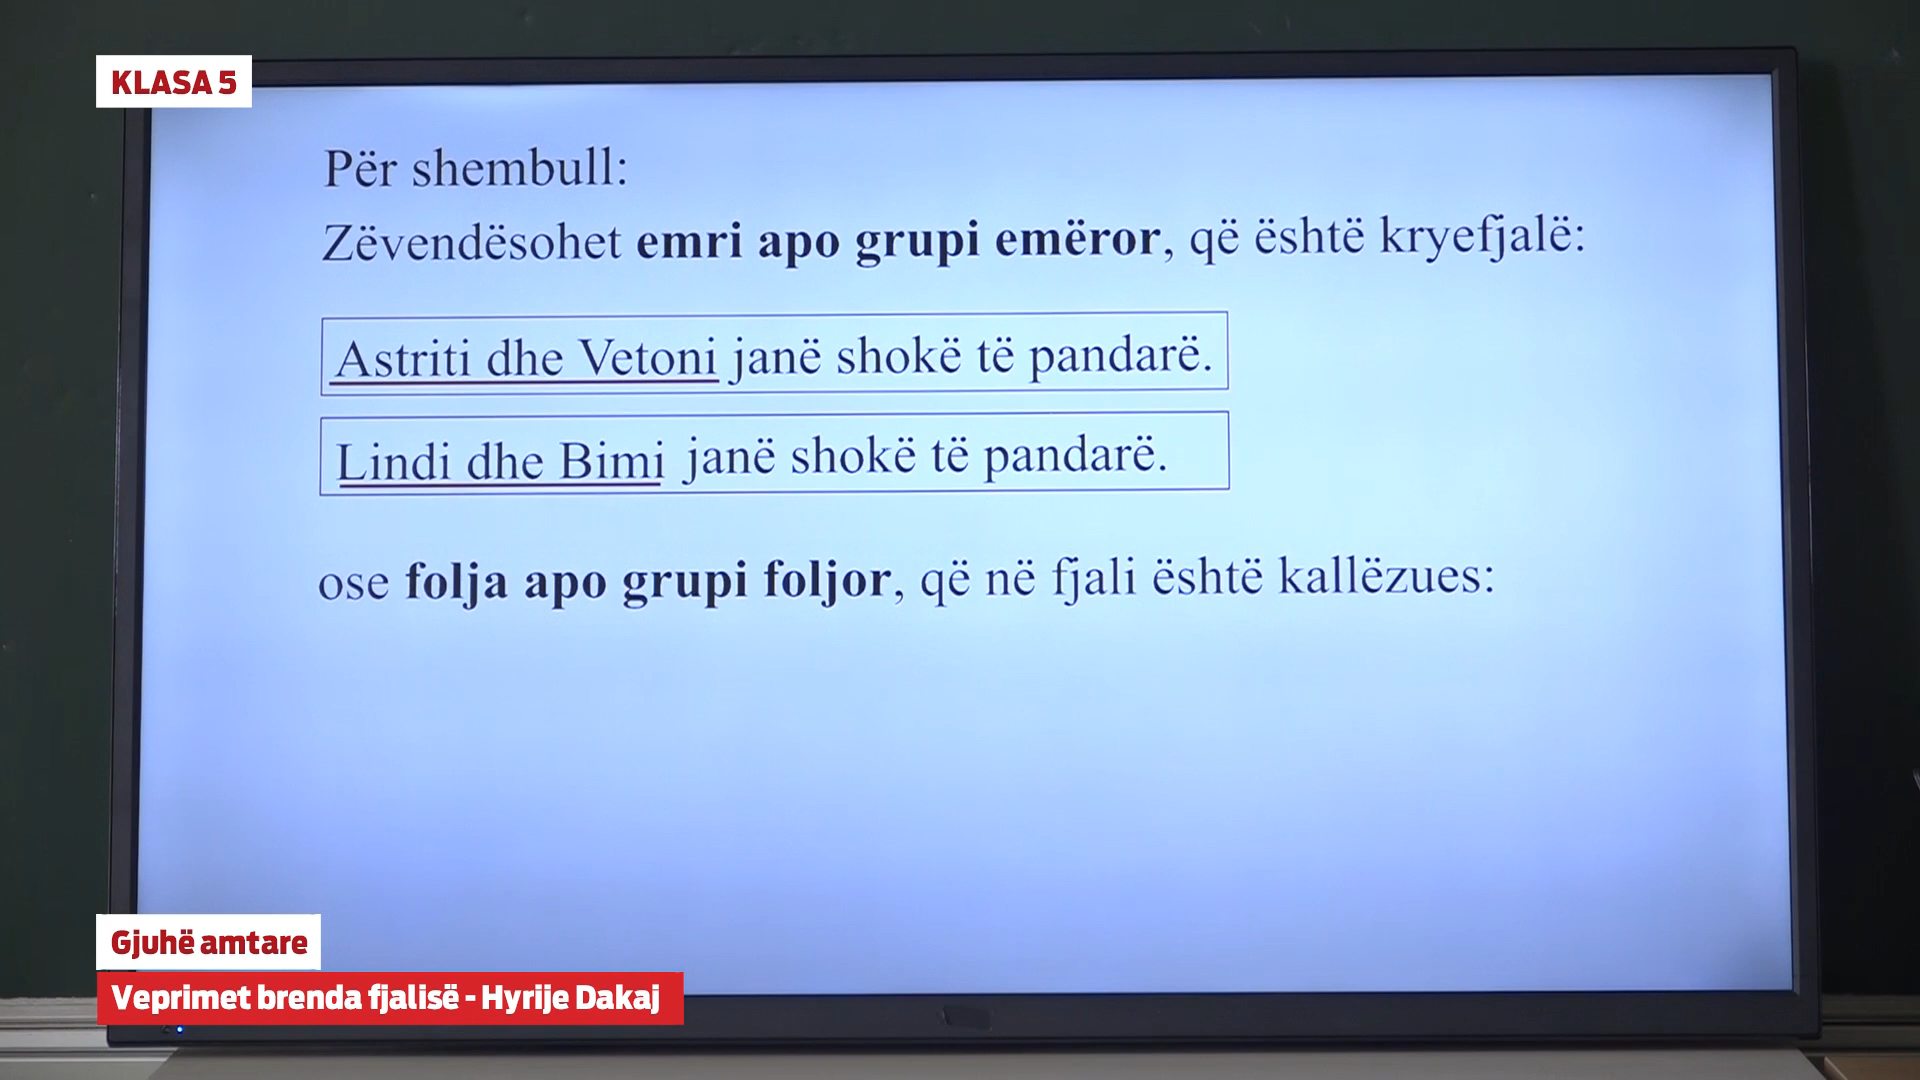 KLASA 5
Për shembull:
Zëvendësohet emri apo grupi emëror, që është kryefjalë:
Astriti dhe Vetoni janë shokë të pandarë.
Lindi dhe Bimi janë shokë të pandarë.
ose folja apo grupi foljor, që në fjali është kallëzues:
Gjuhë amtare
Veprimet brenda fjalisë - Hyrije Dakaj